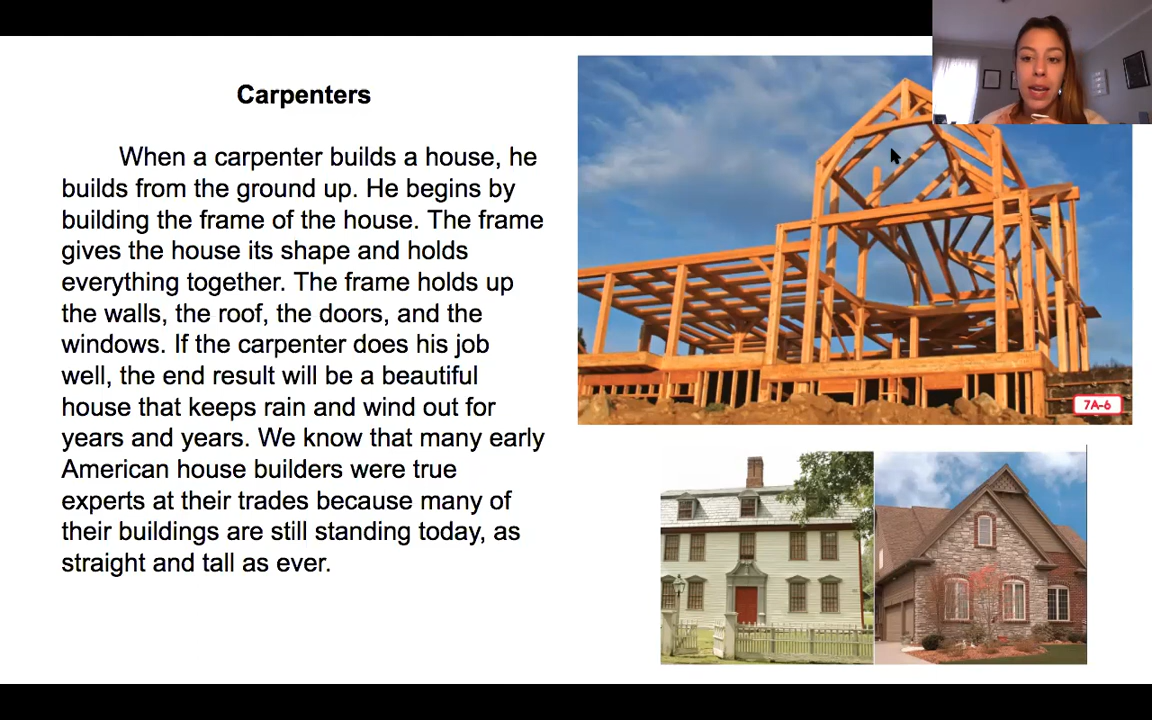 Carpenters
When a carpenter builds a house, he
builds from the ground up. He begins by
building the frame of the house. The frame
gives the house its shape and holds
everything together. The frame holds up
the walls, the roof, the doors, and the
windows. If the carpenter does his job
well, the end result will be a beautiful
house that keeps rain and wind out for
years and years. We know that many early
American house builders were true
experts at their trades because many of
their buildings are still standing today, as
straight and tall as ever.
7A-6